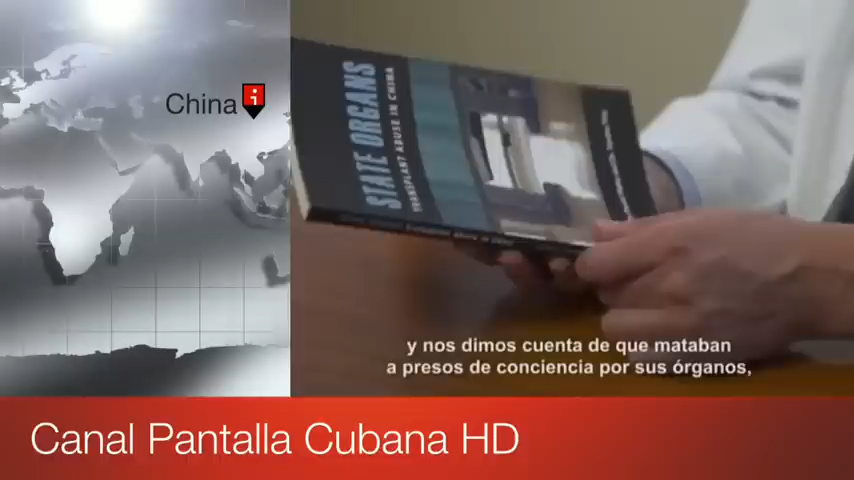 China
i
STATE ORGANS
TRANSPLANT ABUSE IN CHINA
y nos dimos cuenta de que mataban
a presos de conciencia por sus órganos,
Canal Pantalla Cubana HD